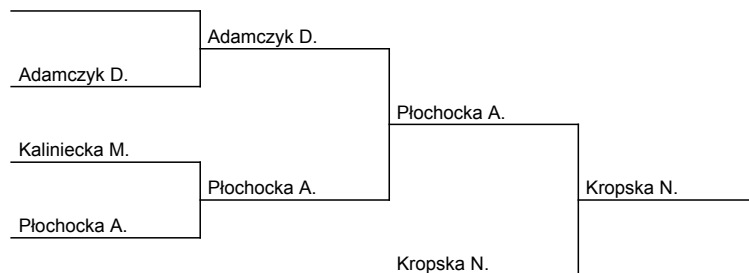 Adamczyk D.
Adamczyk D.
Płochocka A.
Kaliniecka M.
Płochocka A.
Kropska N.
Płochocka A.
Kropska N.